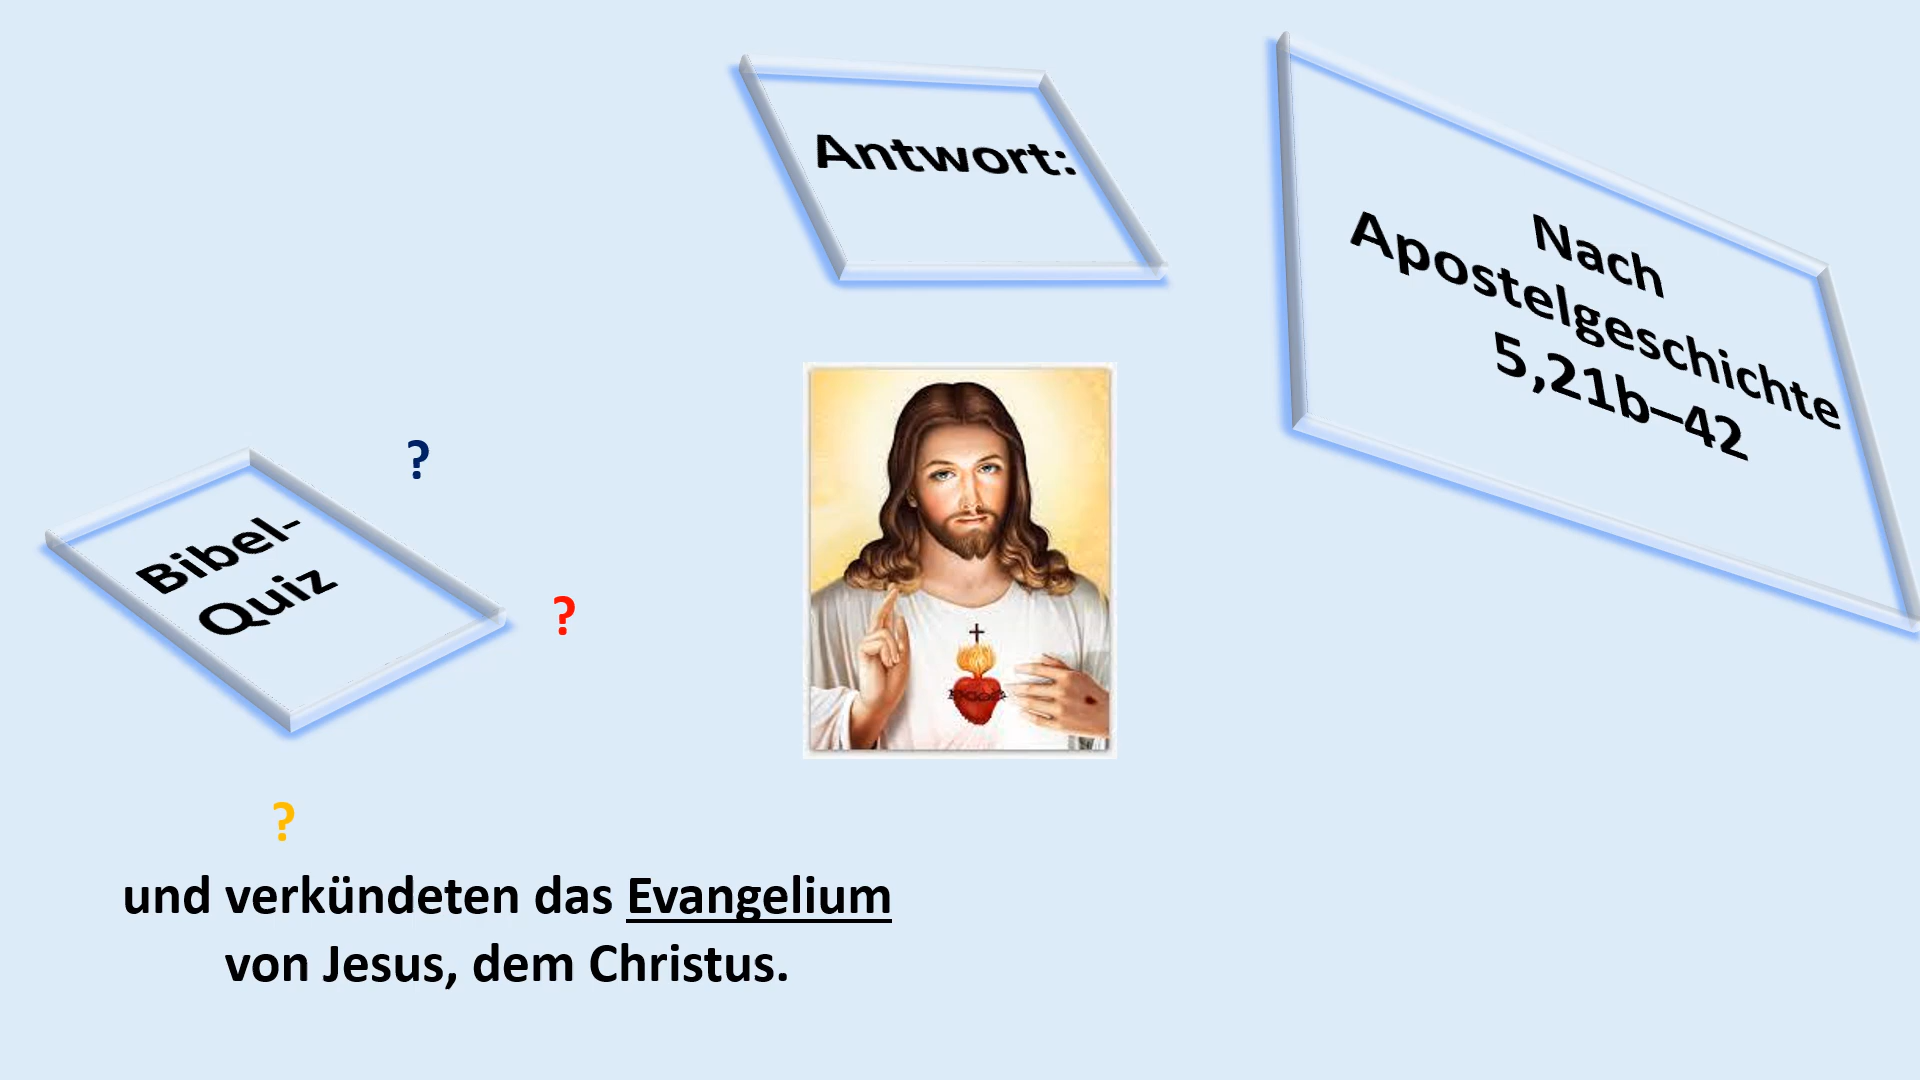 Antwort:
Nach
Apostelgeschichte
5,21b–42
Bibel-
Quiz
?
?
?
und verkündeten das Evangelium
von Jesus, dem Christus.